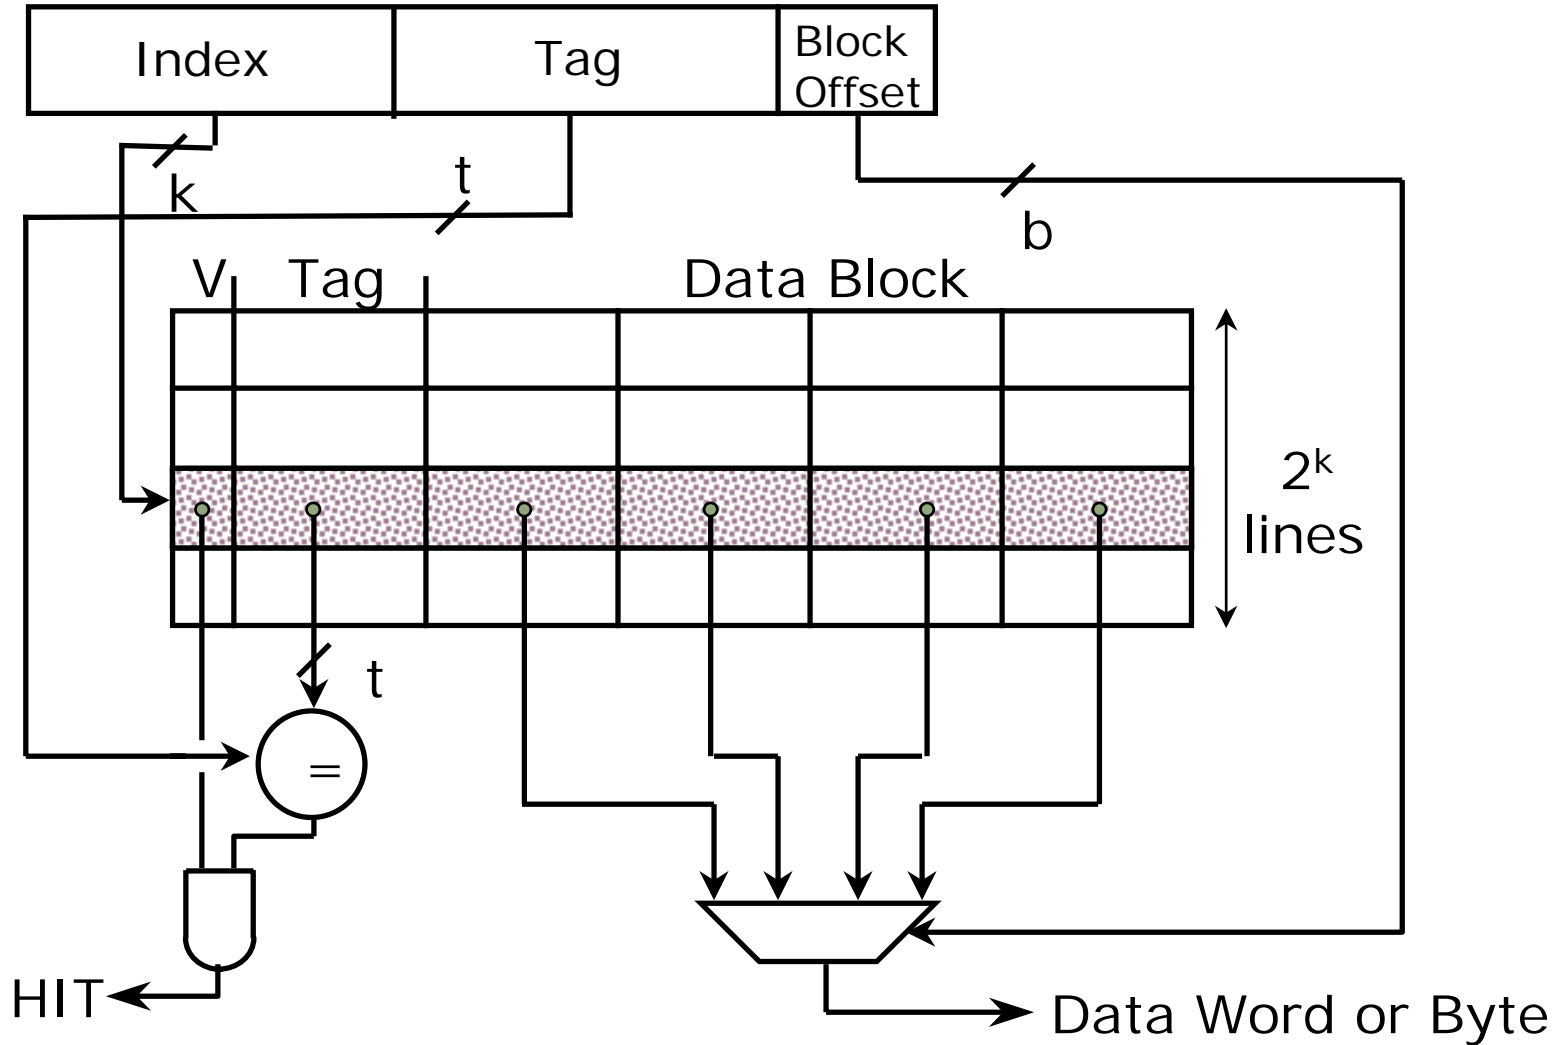 Index
Tag
Block
Offset
k
t
b
V
Tag
Data Block
2ᵏ
lines
t
=
HIT
Data Word or Byte